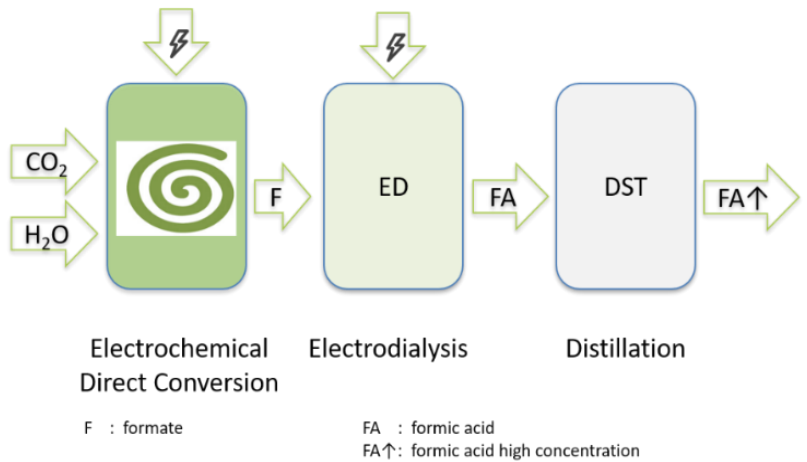 CO₂
H₂O
F
ED
FA
DST
FA↑
Electrochemical
Direct Conversion
Electrodialysis
Distillation
F : formate
FA : formic acid
FA↑: formic acid high concentration